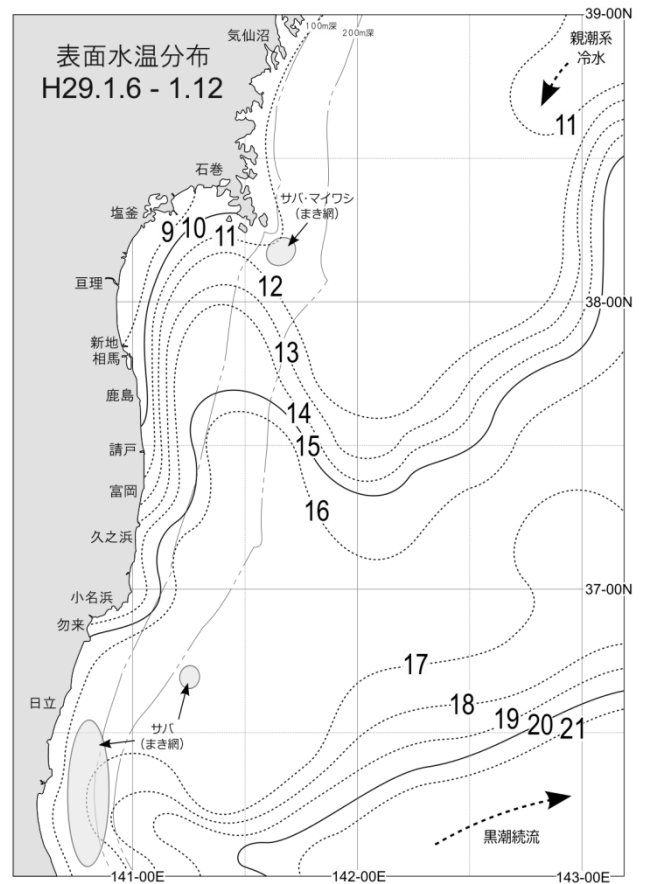 39-00N
表面水温分布
H29.1.6 - 1.12
気仙沼
100m深
200m深
親潮系
冷水
11
石巻
サバ・マイワシ
(まき網)
塩釜
9
10
11
12
亘理
38-00N
新地
相馬
13
鹿島
14
請戸
15
16
富岡
久之浜
37-00N
小名浜
勿来
17
日立
18
19
20
21
サバ
(まき網)
黒潮続流
141-00E
142-00E
143-00E